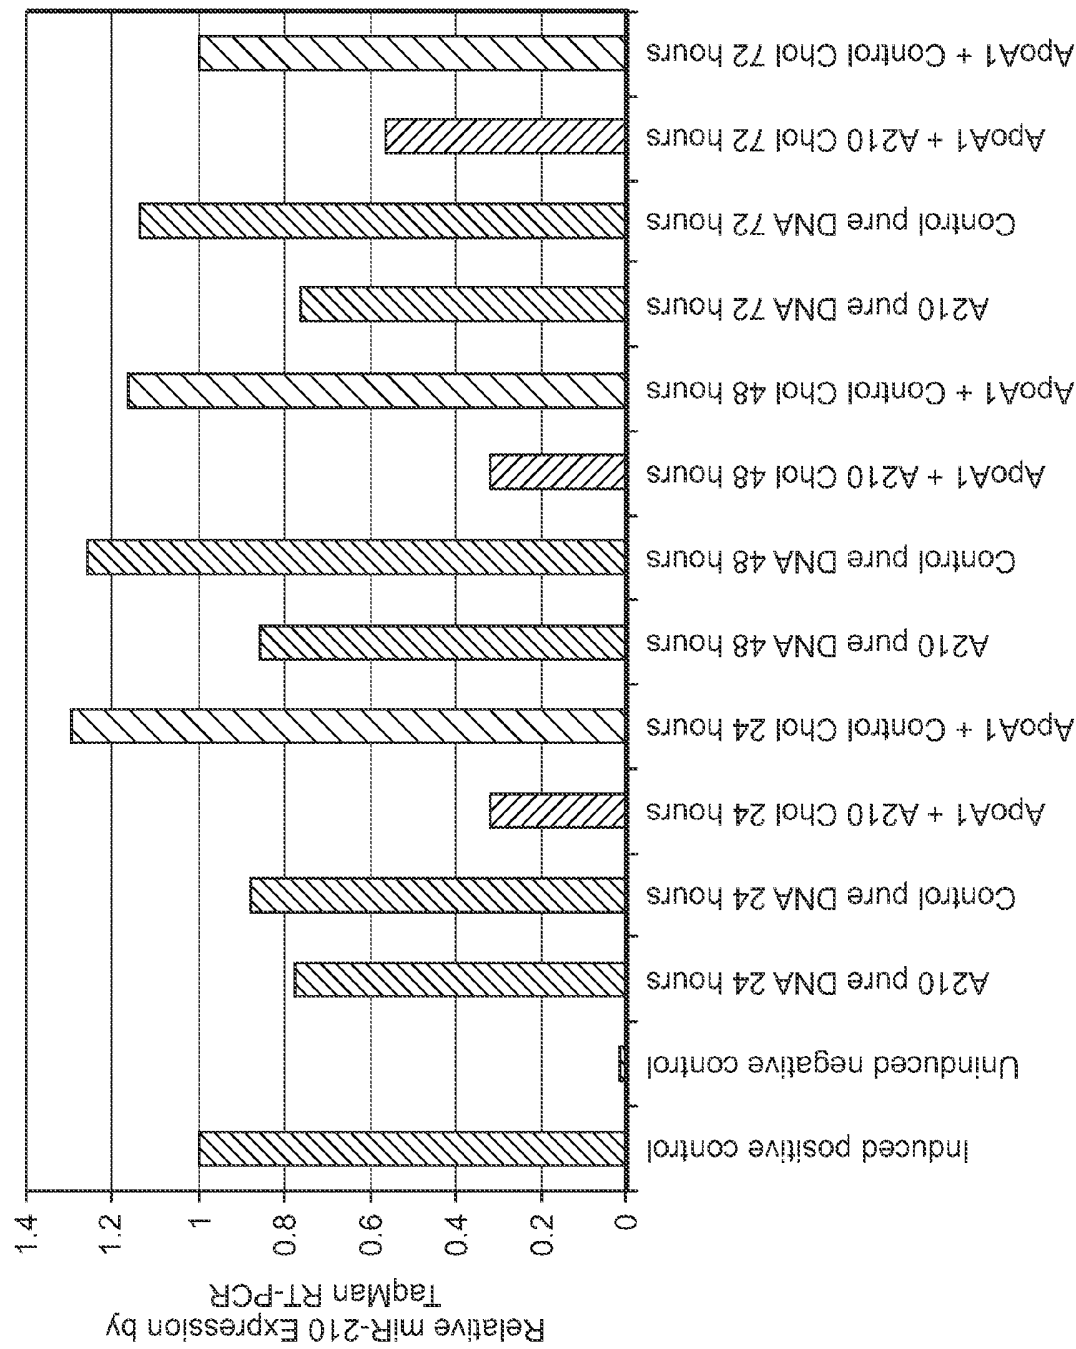 Relative miR-210 Expression by
TaqMan RT-PCR
1.4
1.2
1
0.8
0.6
0.4
0.2
0
Induced positive control
Uninduced negative control
A210 pure DNA 24 hours
Control pure DNA 24 hours
ApoA1 + A210 Chol 24 hours
ApoA1 + Control Chol 24 hours
A210 pure DNA 48 hours
Control pure DNA 48 hours
ApoA1 + A210 Chol 48 hours
ApoA1 + Control Chol 48 hours
A210 pure DNA 72 hours
Control pure DNA 72 hours
ApoA1 + A210 Chol 72 hours
ApoA1 + Control Chol 72 hours